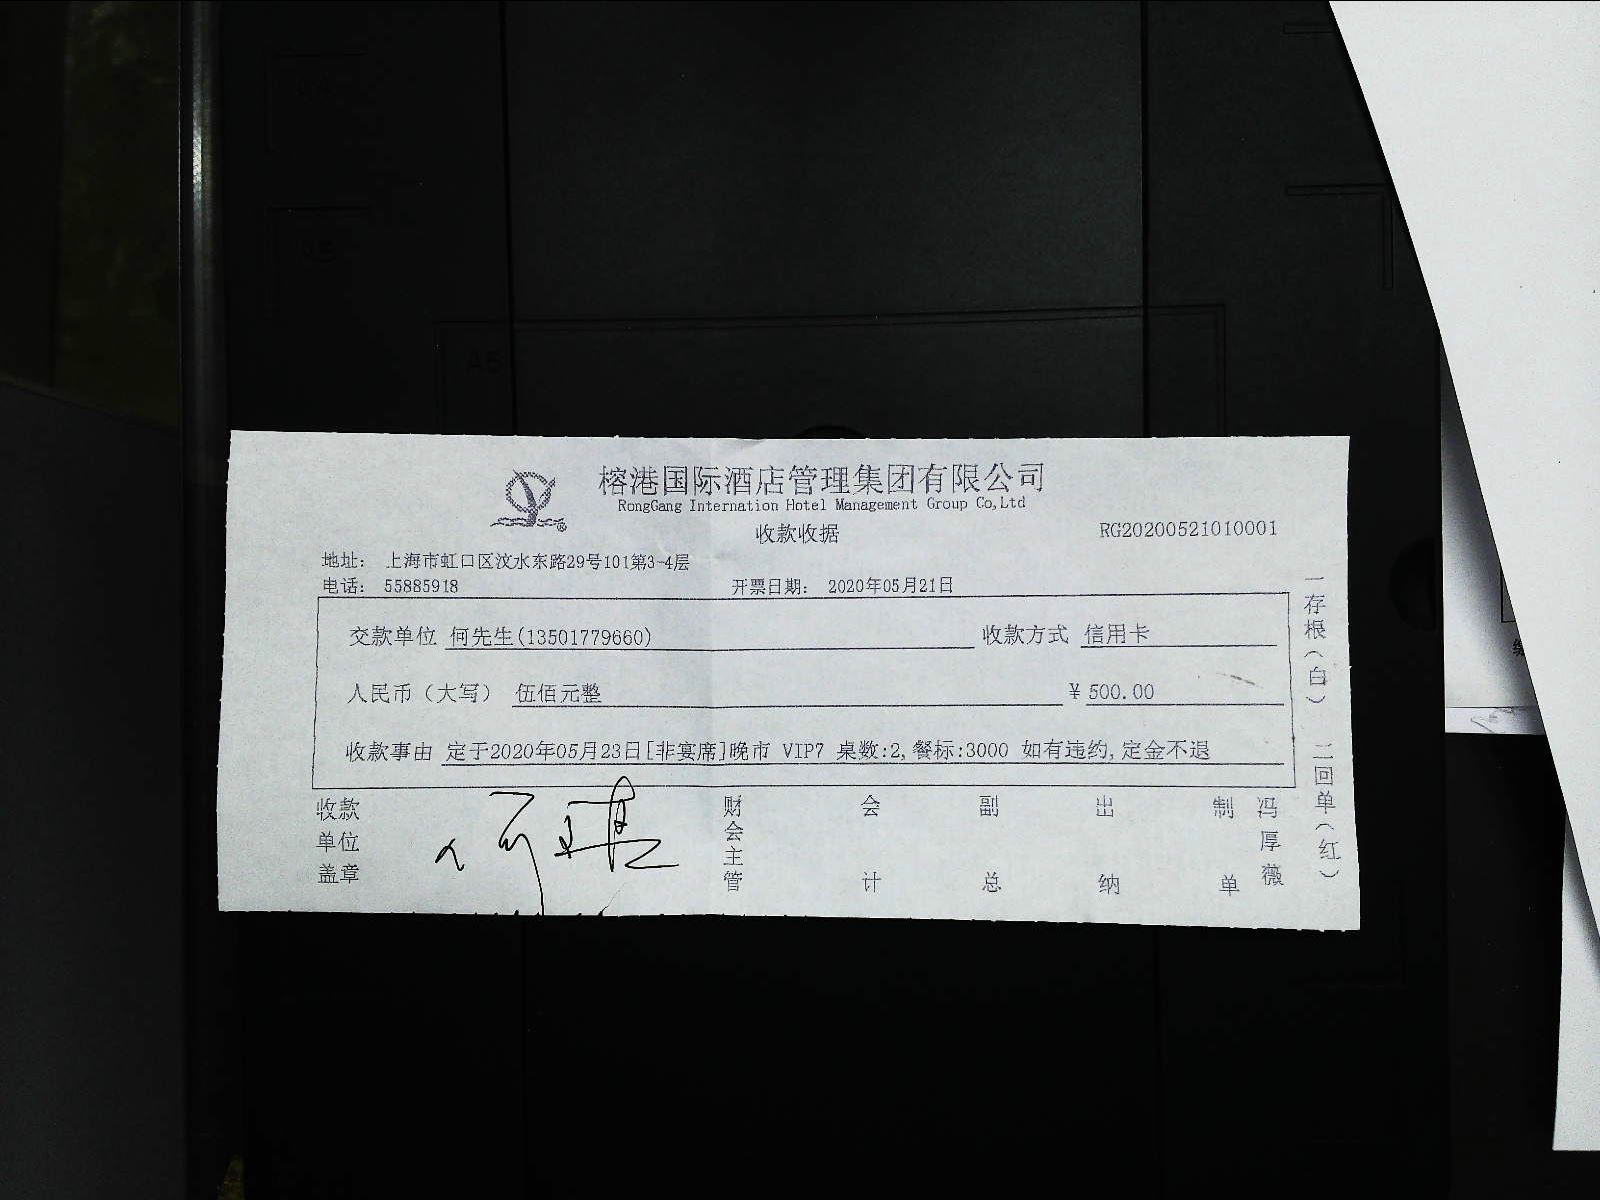 榕港国际酒店管理集团有限公司
RongGang Internation Hotel Management Group Co,Ltd
收款收据
RG20200521010001
地址： 上海市虹口区汶水东路29号101第3-4层
电话： 55885918 开票日期： 2020年05月21日
交款单位 何先生(13501779660) 收款方式 信用卡
人民币（大写） 伍佰元整 ¥ 500.00
收款事由 定于2020年05月23日[非宴席]晚市 VIP7 桌数:2,餐标:3000 如有违约,定金不退
收款单位盖章
财会主管
会计
副总
出纳
制单
冯厚薇
一存根（白）
二回单（红）
A5